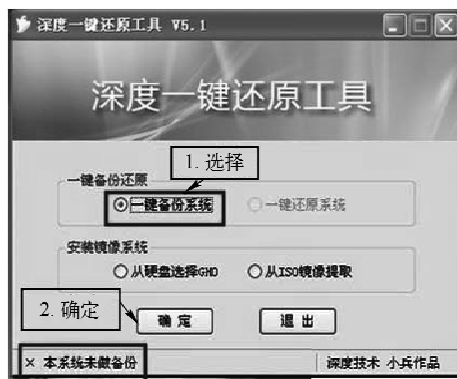 深度一键还原工具 V5.1
深度一键还原工具
1. 选择
一键备份还原
一键备份系统
一键还原系统
安装镜像系统
从硬盘选择GHO
从ISO镜像提取
2. 确定
确 定
退 出
× 本系统未做备份
深度技术 小兵作品